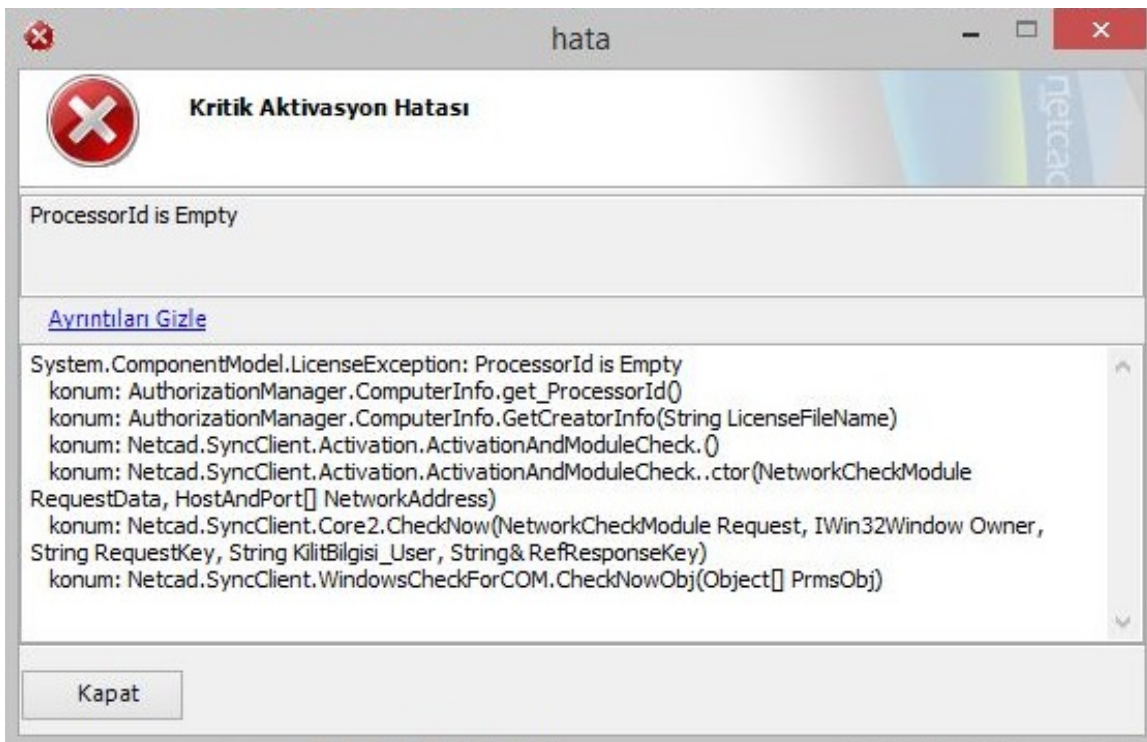 hata
netcad
Kritik Aktivasyon Hatası
ProcessorId is Empty
Ayrıntıları Gizle
System.ComponentModel.LicenseException: ProcessorId is Empty
konum: AuthorizationManager.ComputerInfo.get_ProcessorId()
konum: AuthorizationManager.ComputerInfo.GetCreatorInfo(String LicenseFileName)
konum: Netcad.SyncClient.Activation.ActivationAndModuleCheck.()
konum: Netcad.SyncClient.Activation.ActivationAndModuleCheck..ctor(NetworkCheckModule
RequestData, HostAndPort[] NetworkAddress)
konum: Netcad.SyncClient.Core2.CheckNow(NetworkCheckModule Request, IWin32Window Owner,
String RequestKey, String KilitBilgisi_User, String& RefResponseKey)
konum: Netcad.SyncClient.WindowsCheckForCOM.CheckNowObj(Object[] PrmsObj)
Kapat